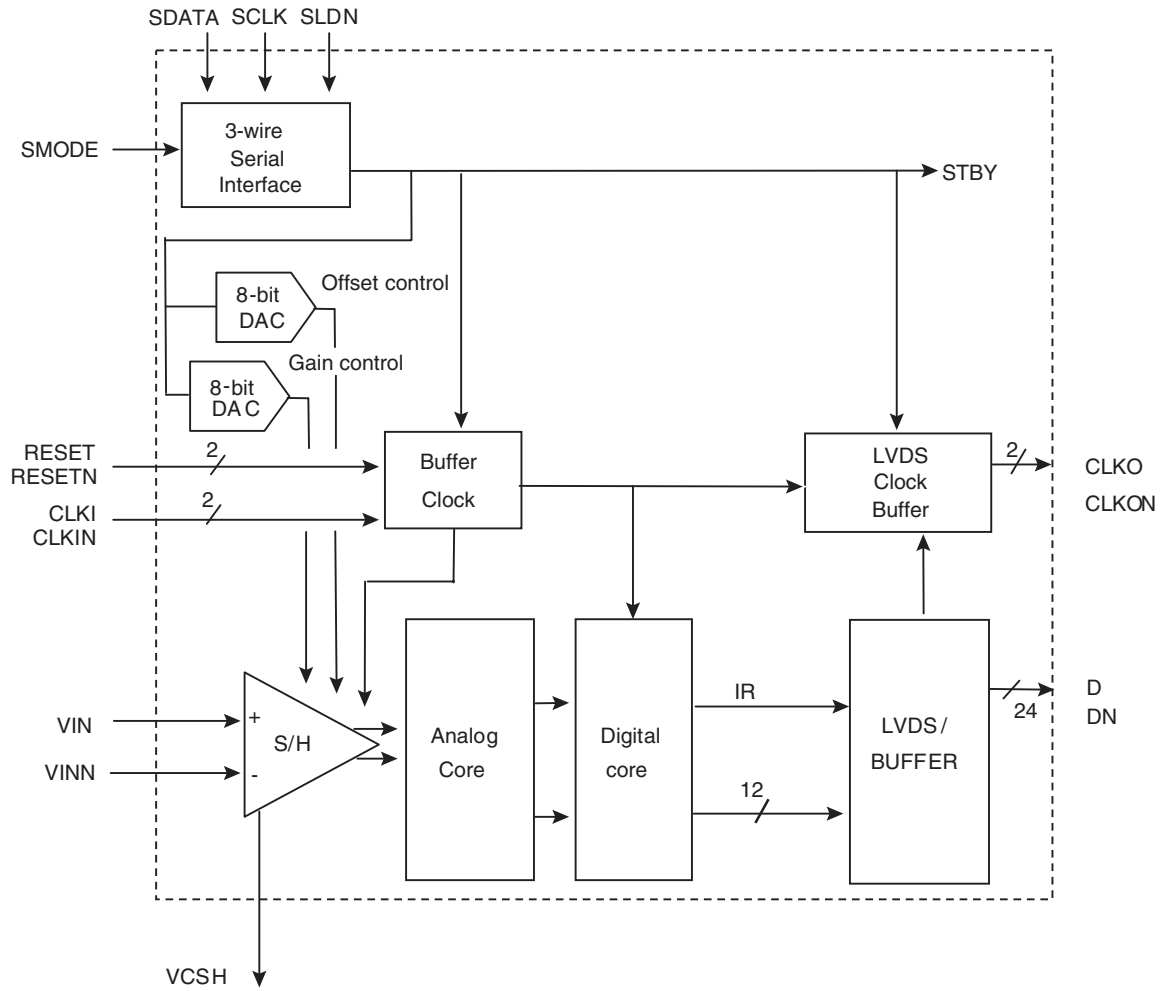 SDATA SCLK SLDN
SMODE
3-wire
Serial
Interface
STBY
8-bit
DAC
Offset control
8-bit
DAC
Gain control
RESET
RESETN
2
CLKI
CLKIN
2
Buffer
Clock
LVDS
Clock
Buffer
2
CLKO
CLKON
VIN
VINN
+
S/H
-
Analog
Core
Digital
core
IR
12
LVDS/
BUFFER
24
D
DN
VCSH